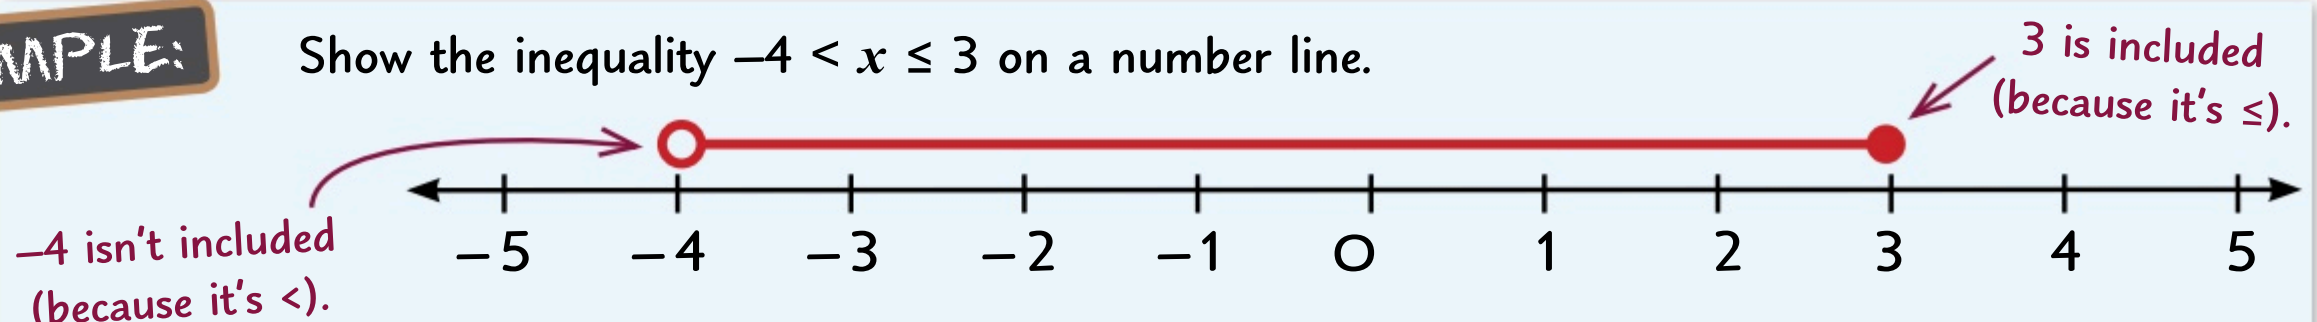 MPLE:
Show the inequality –4 < x ≤ 3 on a number line.
3 is included
(because it's ≤).
–4 isn't included
(because it's <).
–5 –4 –3 –2 –1 0 1 2 3 4 5